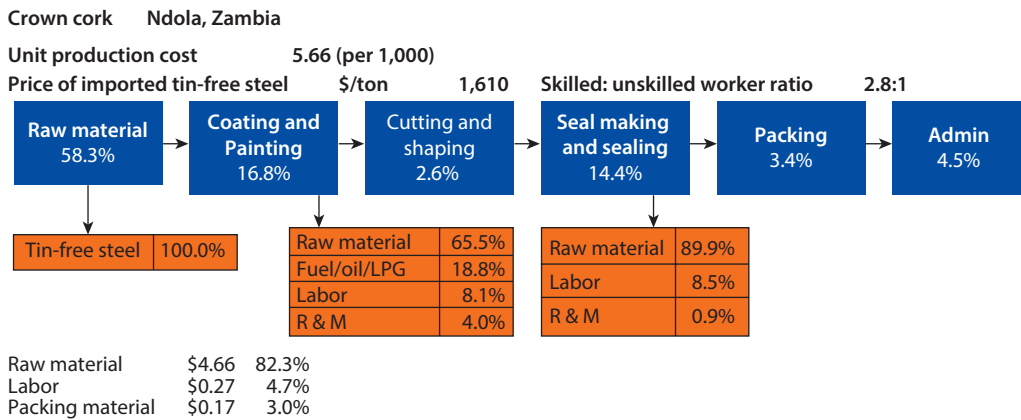 Crown cork Ndola, Zambia
Unit production cost 5.66 (per 1,000)
Price of imported tin-free steel $/ton 1,610 Skilled: unskilled worker ratio 2.8:1
Raw material
58.3%
Coating and
Painting
16.8%
Cutting and
shaping
2.6%
Seal making
and sealing
14.4%
Packing
3.4%
Admin
4.5%
Tin-free steel 100.0%
Raw material 65.5%
Fuel/oil/LPG 18.8%
Labor 8.1%
R & M 4.0%
Raw material 89.9%
Labor 8.5%
R & M 0.9%
Raw material $4.66 82.3%
Labor $0.27 4.7%
Packing material $0.17 3.0%